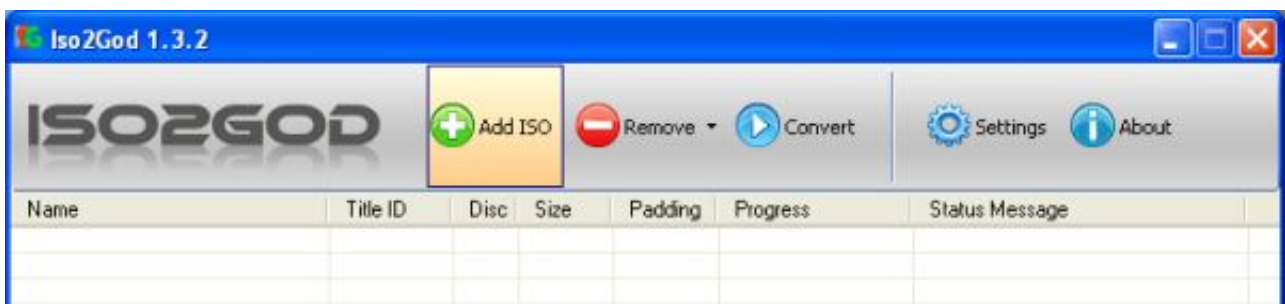 Iso2God 1.3.2
ISO2GOD Add ISO Remove Convert Settings About
Name Title ID Disc Size Padding Progress Status Message